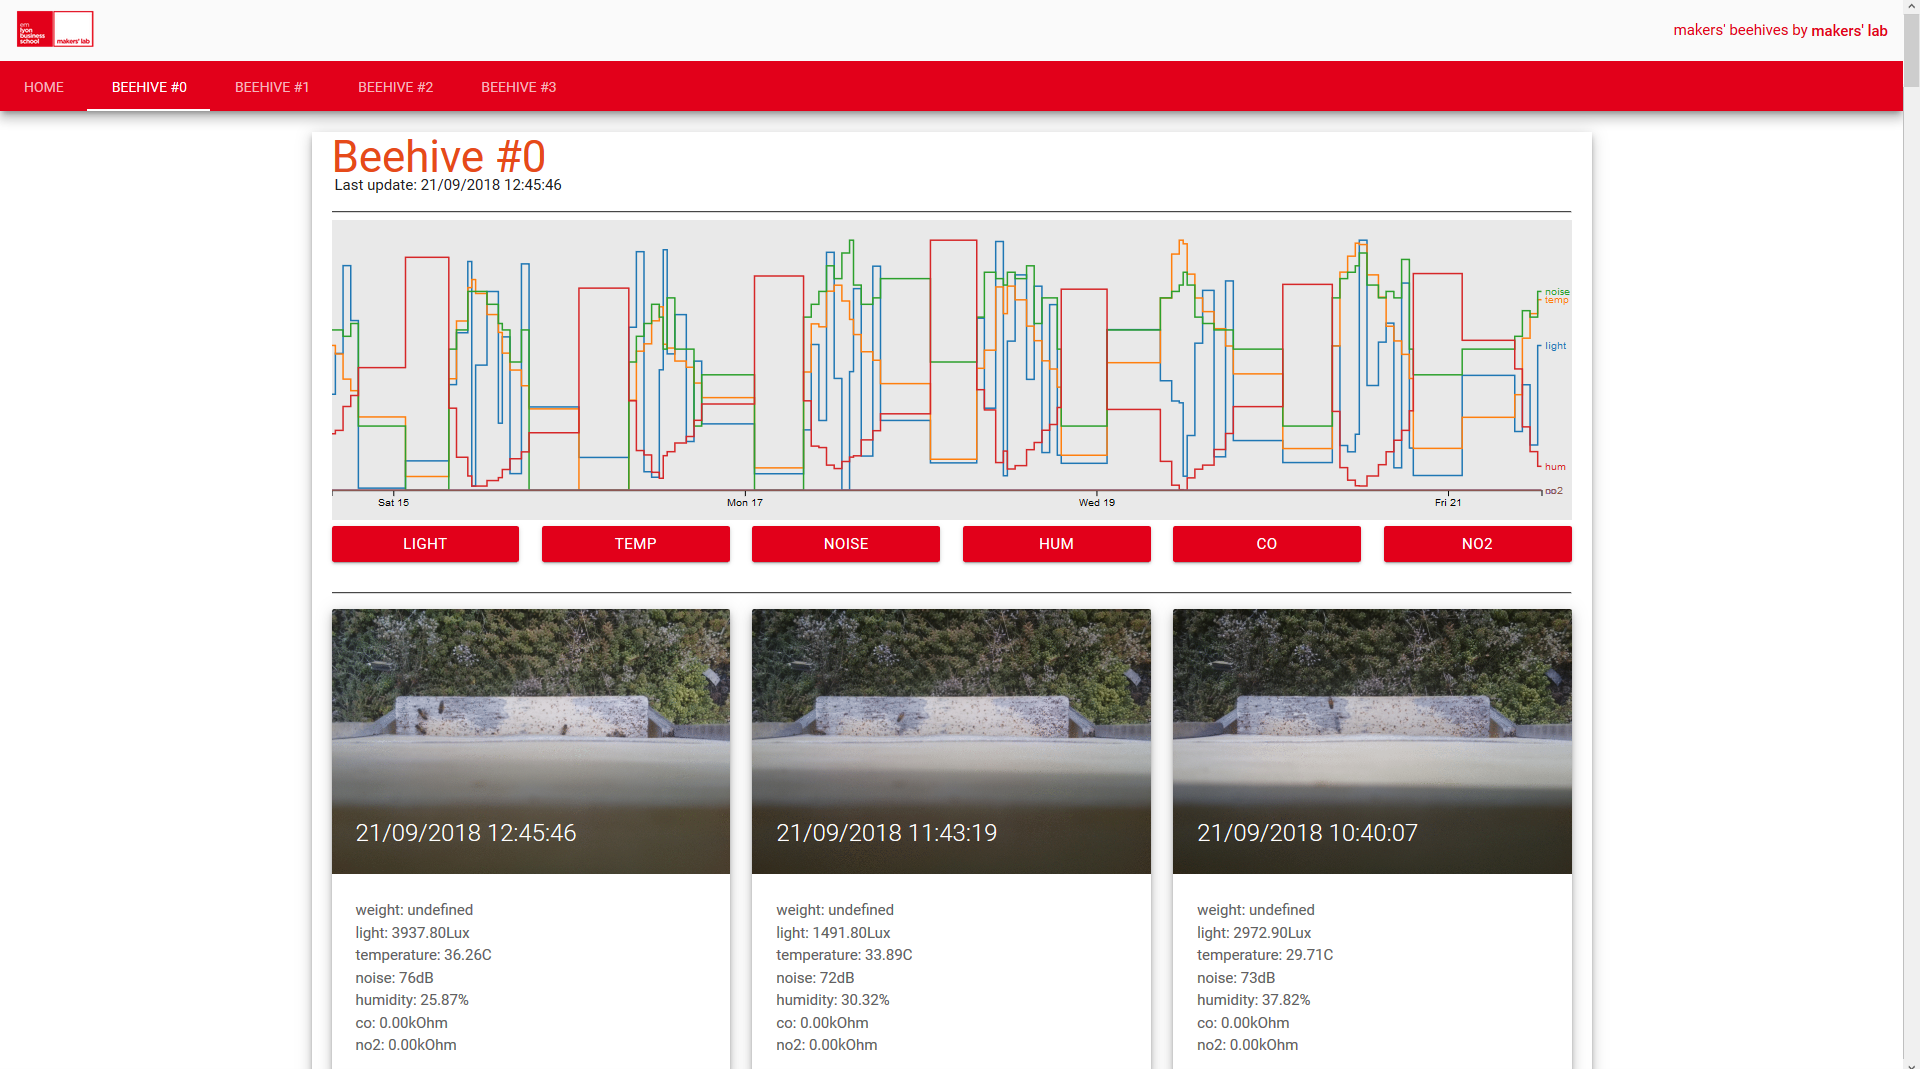 em
lyon
business
school
makers' lab
makers' beehives by makers' lab
HOME
BEEHIVE #0
BEEHIVE #1
BEEHIVE #2
BEEHIVE #3
Beehive #0
Last update: 21/09/2018 12:45:46
noise
temp
light
hum
Sat 15
Mon 17
Wed 19
Fri 21
LIGHT
TEMP
NOISE
HUM
CO
NO2
21/09/2018 12:45:46
21/09/2018 11:43:19
21/09/2018 10:40:07
weight: undefined
light: 3937.80Lux
temperature: 36.26C
noise: 76dB
humidity: 25.87%
co: 0.00kOhm
no2: 0.00kOhm
weight: undefined
light: 1491.80Lux
temperature: 33.89C
noise: 72dB
humidity: 30.32%
co: 0.00kOhm
no2: 0.00kOhm
weight: undefined
light: 2972.90Lux
temperature: 29.71C
noise: 73dB
humidity: 37.82%
co: 0.00kOhm
no2: 0.00kOhm